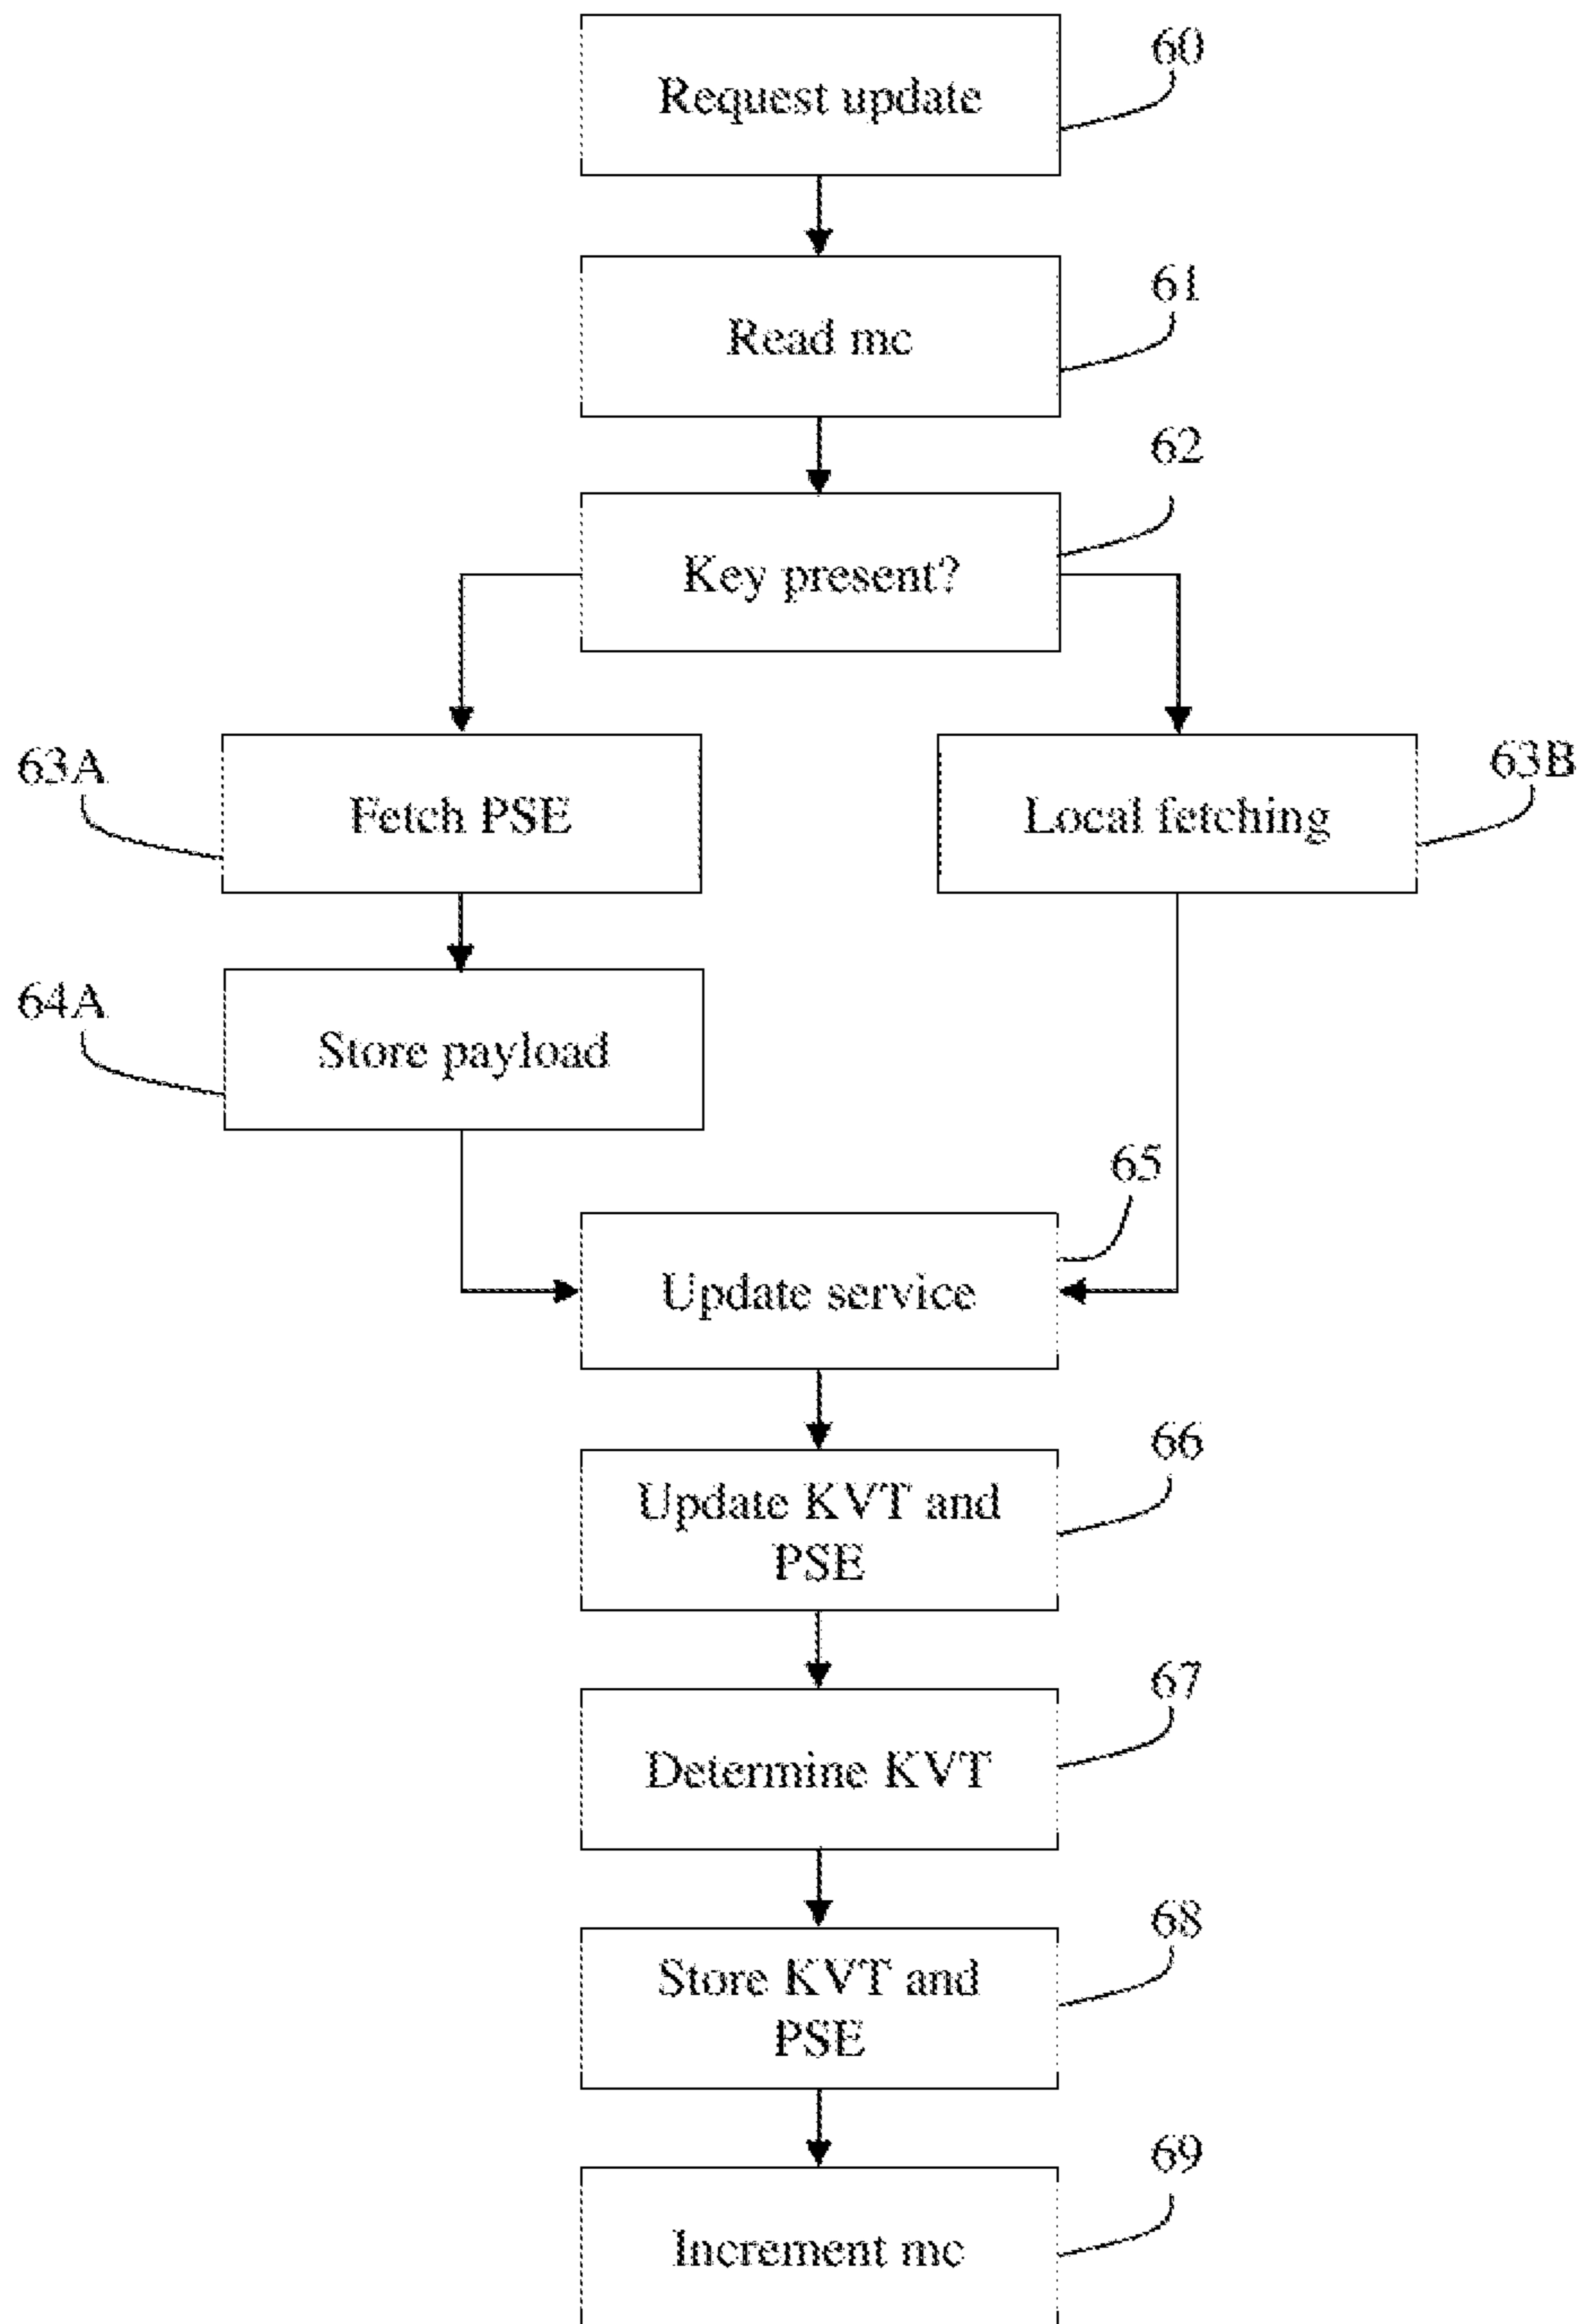 60
Request update
61
Read mc
62
Key present?
63A
Fetch PSE
63B
Local fetching
64A
Store payload
65
Update service
66
Update KVT and
PSE
67
Determine KVT
68
Store KVT and
PSE
69
Increment mc